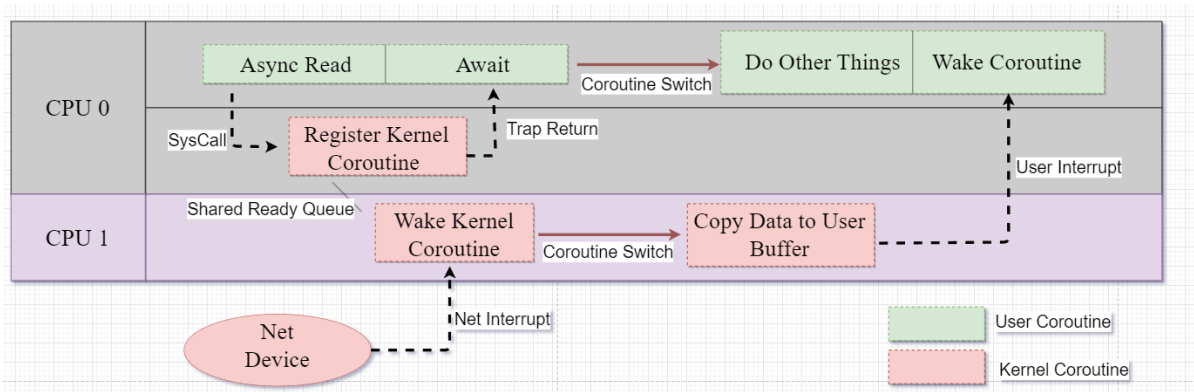 CPU 0
Async Read
Await
Coroutine Switch
Do Other Things
Wake Coroutine
SysCall
Register Kernel
Coroutine
Trap Return
User Interrupt
Shared Ready Queue
CPU 1
Wake Kernel
Coroutine
Coroutine Switch
Copy Data to User
Buffer
Net Interrupt
Net
Device
User Coroutine
Kernel Coroutine